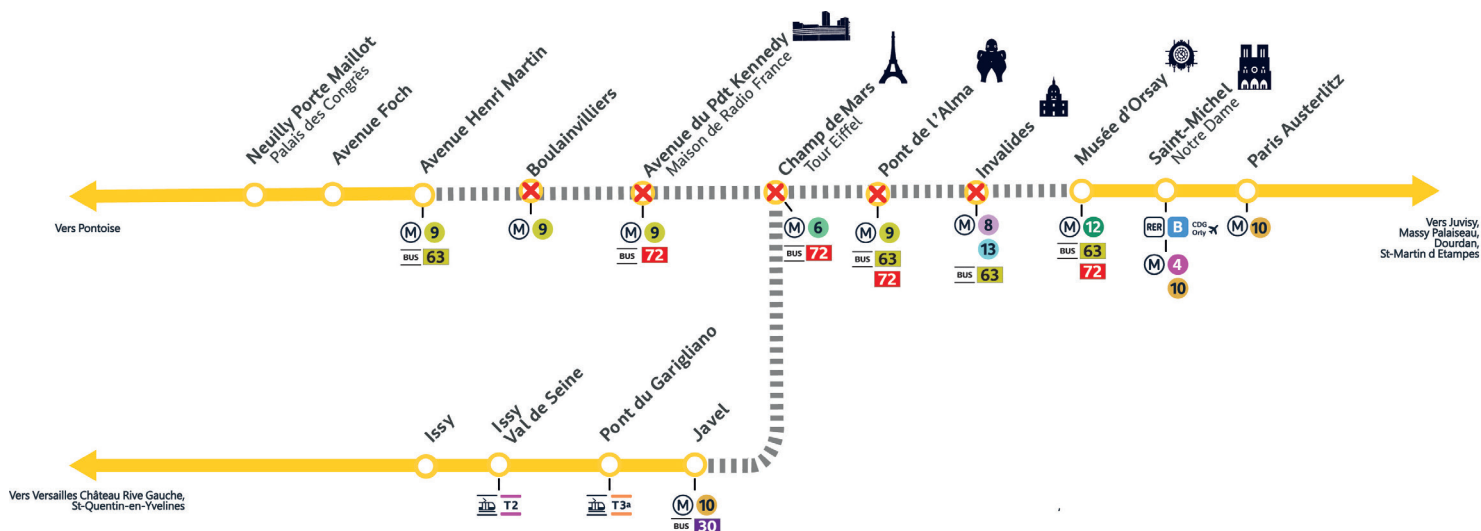 Neuilly Porte Maillot
Palais des Congrès
Avenue Foch
Avenue Henri Martin
Boulainvilliers
Avenue du Pdt Kennedy
Maison de Radio France
Champ de Mars
Tour Eiffel
Pont de l'Alma
Invalides
Musée d'Orsay
Saint-Michel
Notre Dame
Paris Austerlitz
Vers Pontoise
Vers Juvisy,
Massy Palaiseau,
Dourdan,
St-Martin d Etampes
M 9
BUS 63
M 9
M 9
BUS 72
M 6
BUS 72
M 9
BUS 63
72
M 8
13
BUS 63
M 12
BUS 63
72
RER B CDG
Orly
M 4
10
M 10
Issy
Issy
Val de Seine
Pont du Garigliano
Javel
Vers Versailles Château Rive Gauche,
St-Quentin-en-Yvelines
T2
T3a
M 10
BUS 30